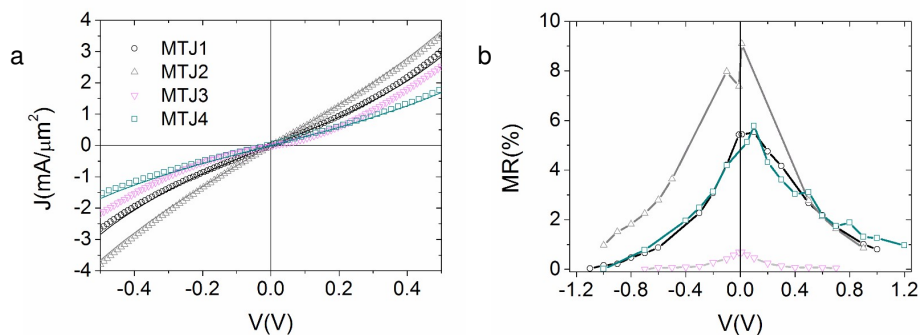 a
J(mA/μm²)
4
3
2
1
0
-1
-2
-3
-4
MTJ1
MTJ2
MTJ3
MTJ4
-0.4 -0.2 0.0 0.2 0.4
V(V)
b
MR(%)
10
8
6
4
2
0
-1.2 -0.8 -0.4 0.0 0.4 0.8 1.2
V(V)